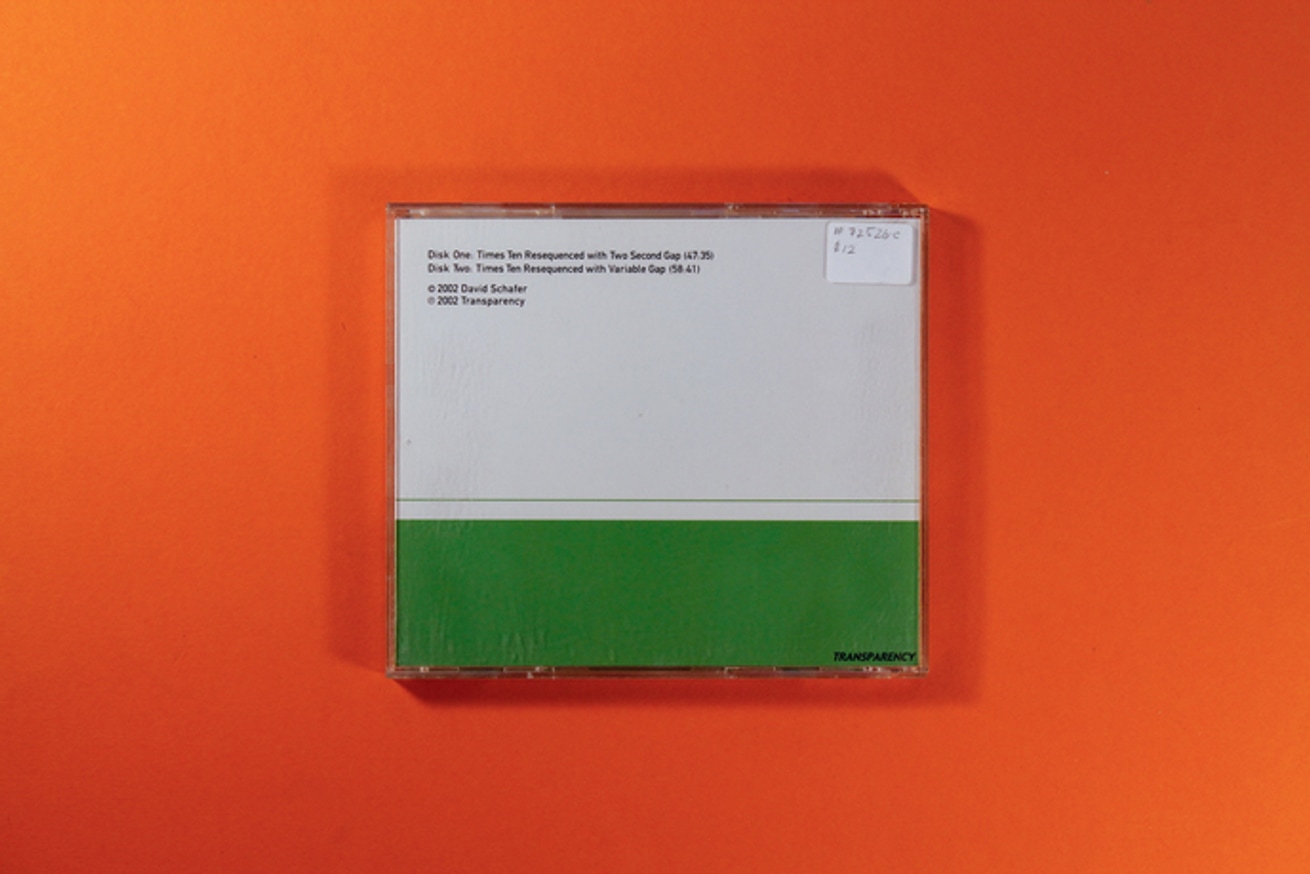 Disk One: Times Ten Resequenced with Two Second Gap (47:35)
Disk Two: Times Ten Resequenced with Variable Gap (58:41)
© 2002 David Schafer
℗ 2002 Transparency
# 72526-c
$12
TRANSPARENCY